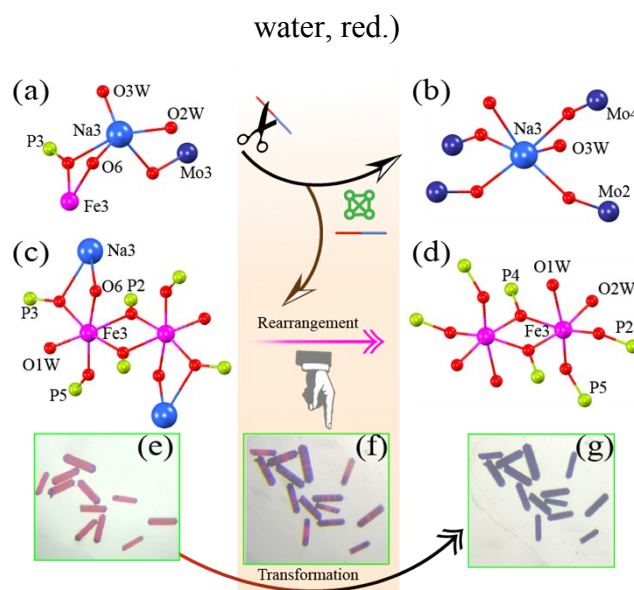 water, red.)
(a)
O3W
Na3
O2W
P3
O6
Mo3
Fe3
(b)
Mo4
Na3
O3W
Mo2
(c)
Na3
O6
P2
P3
Fe3
O1W
P5
Rearrangement
(d)
P4
O1W
O2W
Fe3
P2
P5
(e)
(f)
(g)
Transformation